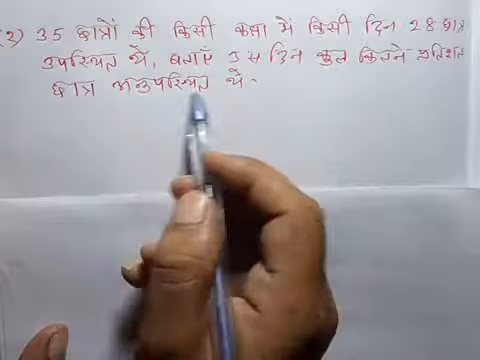 (2) 35 छात्रों की किसी कक्षा में किसी दिन 28 छात्र
उपस्थित थे, बताएँ उस दिन कुल कितने प्रतिशत
छात्र अनुपस्थित थे-